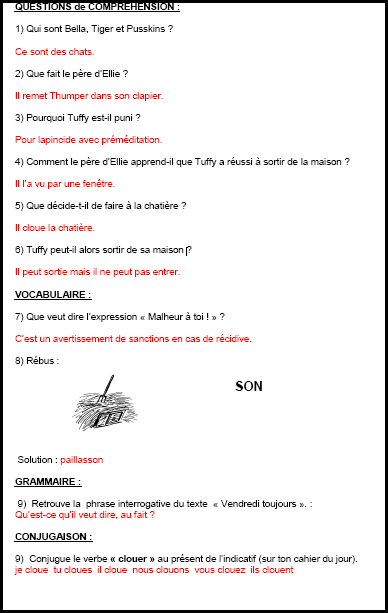 QUESTIONS de COMPREHENSION :
1) Qui sont Bella, Tiger et Pusskins ?
Ce sont des chats.
2) Que fait le père d'Ellie ?
Il remet Thumper dans son clapier.
3) Pourquoi Tuffy est-il puni ?
Pour lapincide avec préméditation.
4) Comment le père d'Ellie apprend-il que Tuffy a réussi à sortir de la maison ?
Il l'a vu par une fenêtre.
5) Que décide-t-il de faire à la chatière ?
Il cloue la chatière.
6) Tuffy peut-il alors sortir de sa maison ?
Il peut sortie mais il ne peut pas entrer.
VOCABULAIRE :
7) Que veut dire l'expression « Malheur à toi ! » ?
C'est un avertissement de sanctions en cas de récidive.
8) Rébus :
SON
Solution : paillasson
GRAMMAIRE :
9) Retrouve la phrase interrogative du texte « Vendredi toujours ». :
Qu'est-ce qu'il veut dire, au fait ?
CONJUGAISON :
9) Conjugue le verbe « clouer » au présent de l'indicatif (sur ton cahier du jour).
je cloue tu cloues il cloue nous clouons vous clouez ils clouent